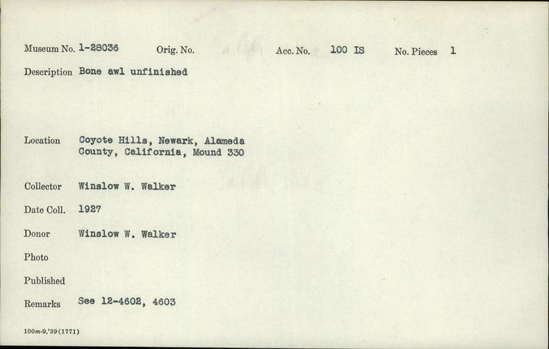 Museum No. 1-28036 Orig. No. Acc. No. 100 IS No. Pieces 1
Description Bone awl unfinished
Location Coyote Hills, Newark, Alameda
County, California, Mound 330
Collector Winslow W. Walker
Date Coll. 1927
Donor Winslow W. Walker
Photo
Published
Remarks See 12-4602, 4603
100m-9,'39(1771)